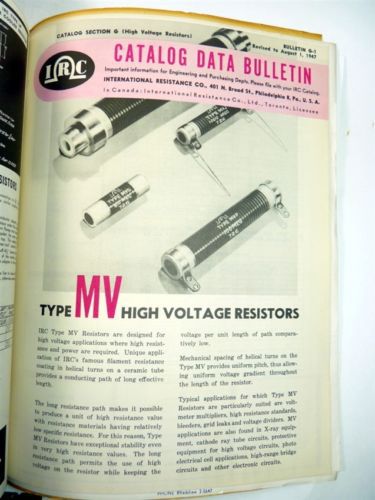 CATALOG SECTION G (High Voltage Resistors)
BULLETIN G-1
Revised to August 1, 1947
IRC
CATALOG DATA BULLETIN
Important information for Engineering and Purchasing Depts. Please file with your IRC Catalog.
INTERNATIONAL RESISTANCE CO., 401 N. Broad St., Philadelphia 8, Pa., U. S. A.
In Canada: International Resistance Co., Ltd., Toronto, Licensee
ISTORS
TYPE MV HIGH VOLTAGE RESISTORS
IRC Type MV Resistors are designed for
high voltage applications where high resist-
ance and power are required. Unique appli-
cation of IRC's famous filament resistance
coating in helical turns on a ceramic tube
provides a conducting path of long effective
length.
The long resistance path makes it possible
to produce a unit of high resistance value
with resistance materials having relatively
low specific resistance. For this reason, Type
MV Resistors have exceptional stability even
in very high resistance values. The long
resistance path permits the use of high
voltage on the resistor while keeping the
voltage per unit length of path compara-
tively low.
Mechanical spacing of helical turns on the
Type MV provides uniform pitch, thus allow-
ing uniform voltage gradient throughout
the length of the resistor.
Typical applications for which Type MV
Resistors are particularly suited are volt-
meter multipliers, high resistance standards,
bleeders, grid leaks and voltage dividers. MV
applications are also found in X-ray equip-
ment, cathode ray tube circuits, protective
equipment for high voltage circuits, photo
electrical cell applications, high-range bridge
circuits and other electronic circuits.